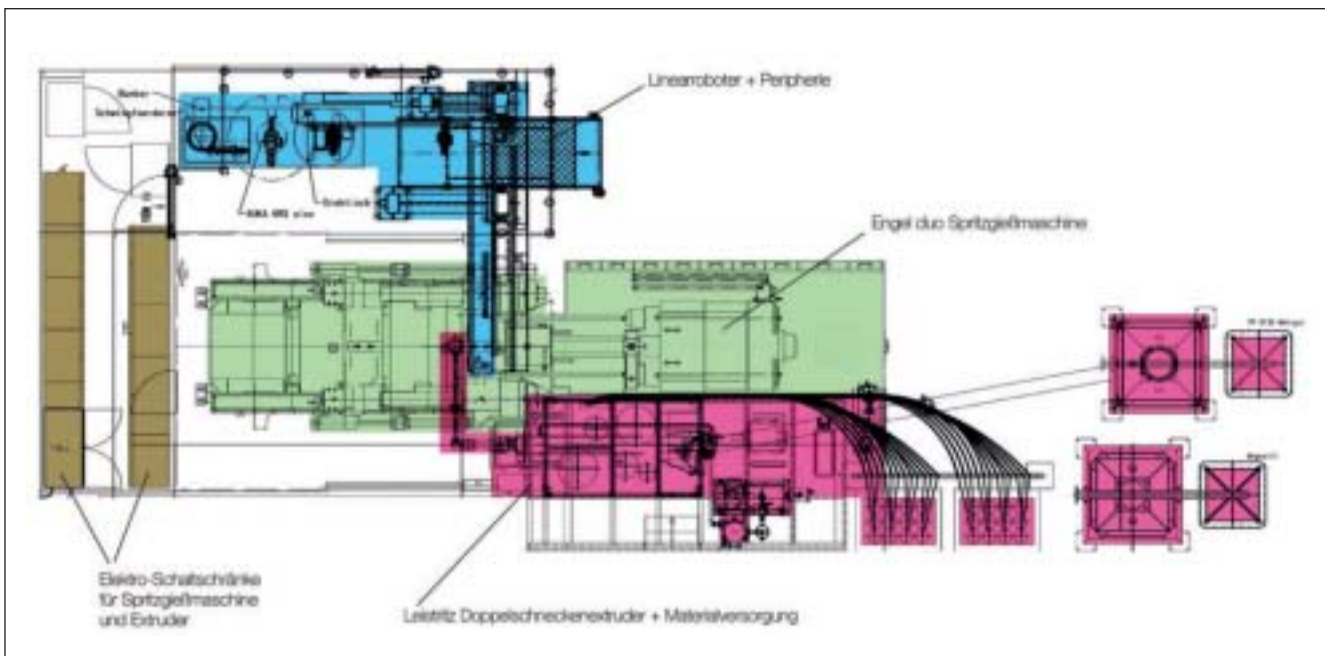 Linearroboter + Peripherie
Engel duo Spritzgießmaschine
Elektro-Schaltschränke
für Spritzgießmaschine
und Extruder
Leistritz Doppelschneckenextruder + Materialversorgung